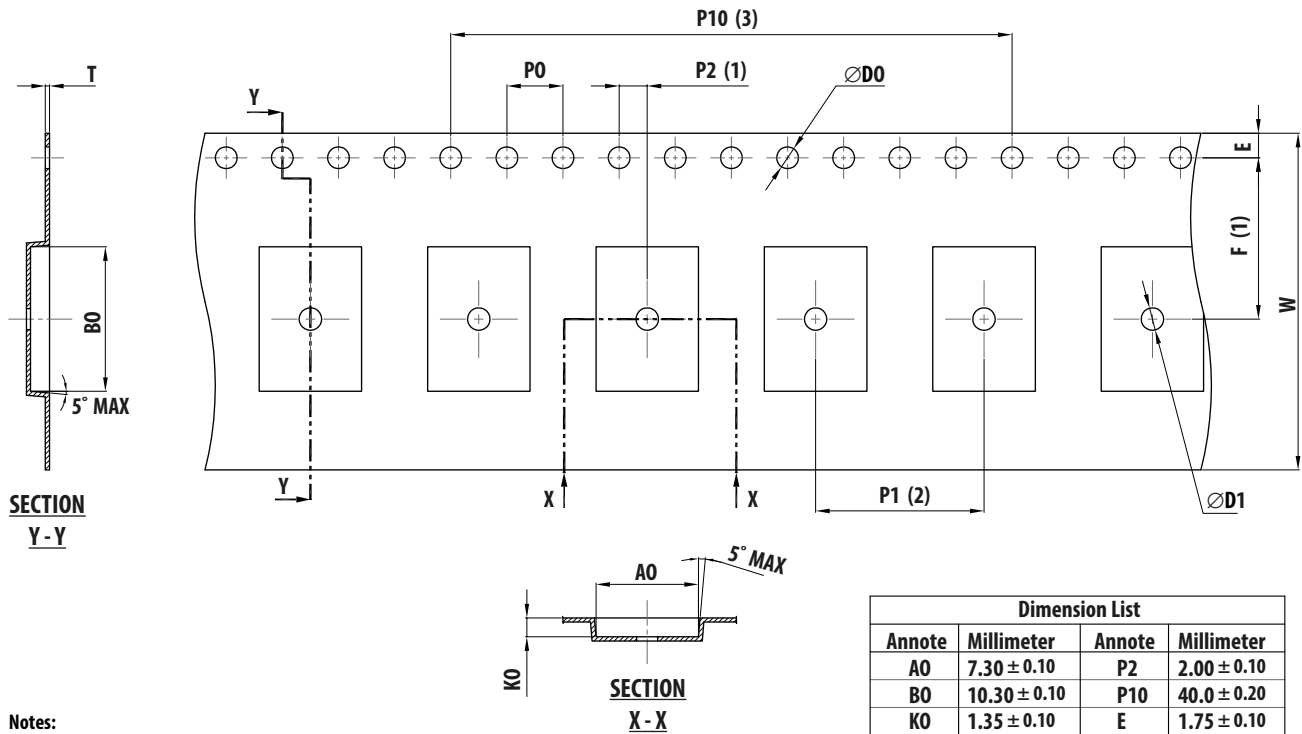 P10 (3)
T
P0
P2 (1)
∅D0
Y
E
F (1)
W
B0
5° MAX
Y
X
X
P1 (2)
∅D1
SECTION
Y - Y
A0
5° MAX
K0
SECTION
X - X
Dimension List
Annote Millimeter Annote Millimeter
A0 7.30 ± 0.10 P2 2.00 ± 0.10
B0 10.30 ± 0.10 P10 40.0 ± 0.20
K0 1.35 ± 0.10 E 1.75 ± 0.10
Notes: